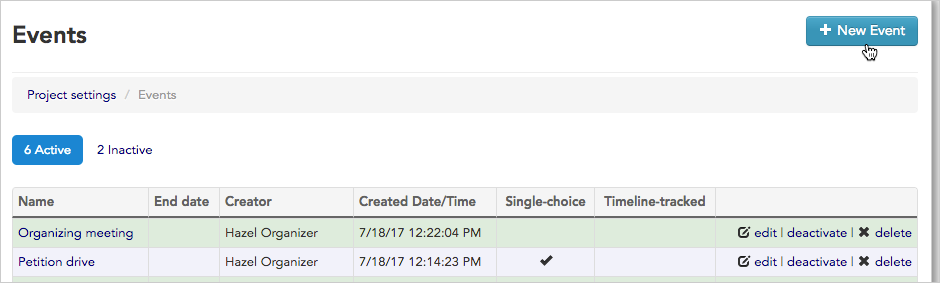 Events
+ New Event
Project settings / Events
6 Active 2 Inactive
Name End date Creator Created Date/Time Single-choice Timeline-tracked
Organizing meeting Hazel Organizer 7/18/17 12:22:04 PM edit | deactivate | ✖ delete
Petition drive Hazel Organizer 7/18/17 12:14:23 PM ✔ edit | deactivate | ✖ delete